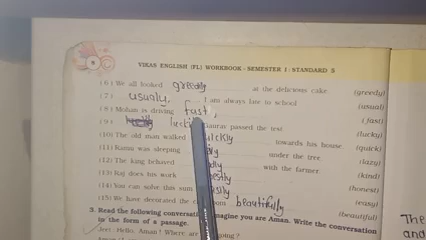 VIKAS ENGLISH (FL) WORKBOOK - SEMESTER I - STANDARD 5
(6) We all looked greedily at the delicious cake. (greedy)
(7) usually, I am always late to school (usual)
(8) Mohan is driving fast, (fast)
(9) Gaurav passed the test (lucky)
(10) The old man walked towards his house (quick)
(11) Ramu was sleeping under the tree (lazy)
(12) The king behaved with the farmer (kind)
(13) Raj does his work (honest)
(14) You can solve this sum (easy)
(15) We have decorated the beautifully (beautiful)
3. Read the following imagine you are Aman. Write the conversation
in the form of a passage.
Jeet: Hello, Aman! Where are going?
The
and